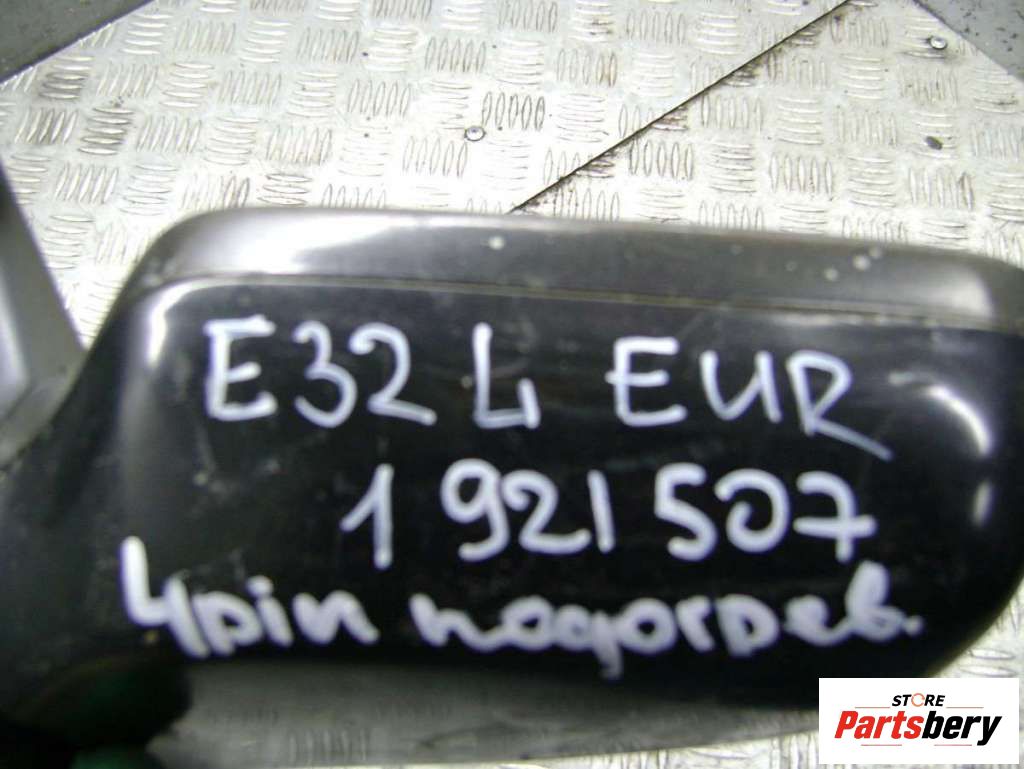 E32 L EUR
1 921 507
4pin подогрев.
STORE
Partsbery